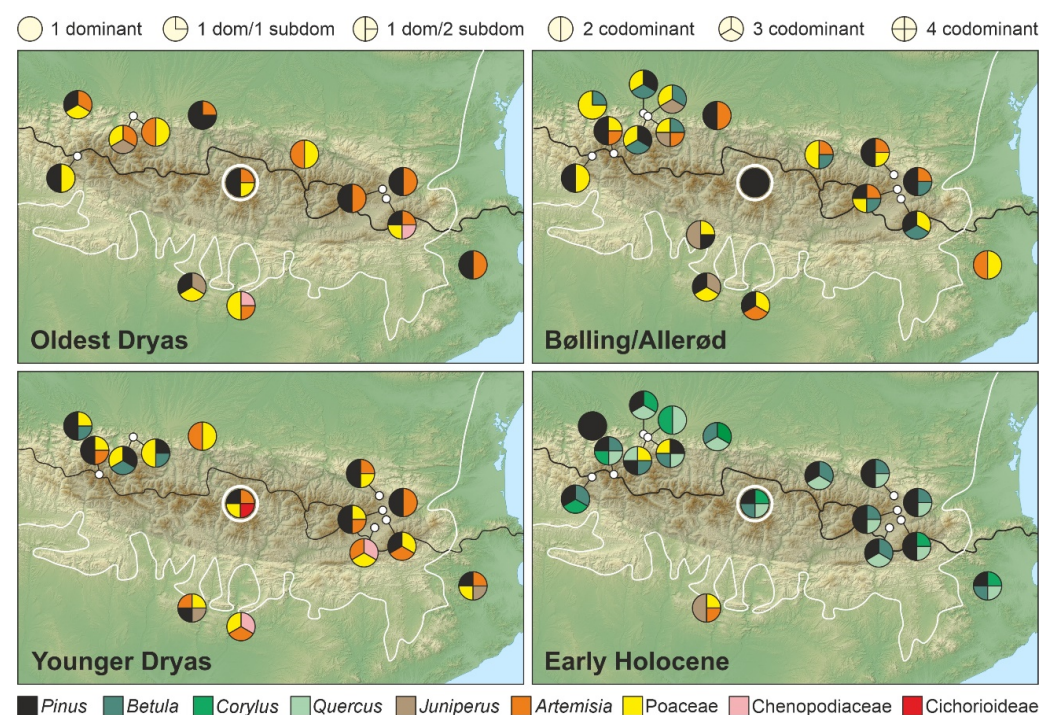 1 dominant 1 dom/1 subdom 1 dom/2 subdom 2 codominant 3 codominant 4 codominant
Oldest Dryas Bølling/Allerød
Younger Dryas Early Holocene
Pinus Betula Corylus Quercus Juniperus Artemisia Poaceae Chenopodiaceae Cichorioideae